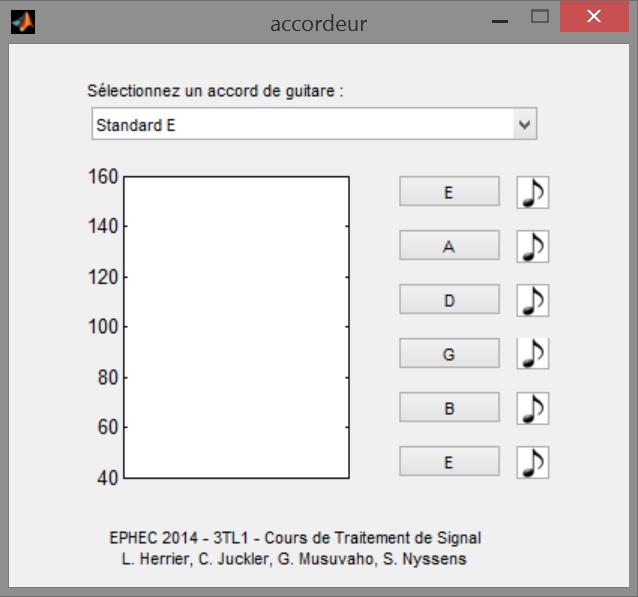 accordeur
Sélectionnez un accord de guitare :
Standard E
160
140
120
100
80
60
40
E
A
D
G
B
E
EPHEC 2014 - 3TL1 - Cours de Traitement de Signal
L. Herrier, C. Juckler, G. Musuvaho, S. Nyssens